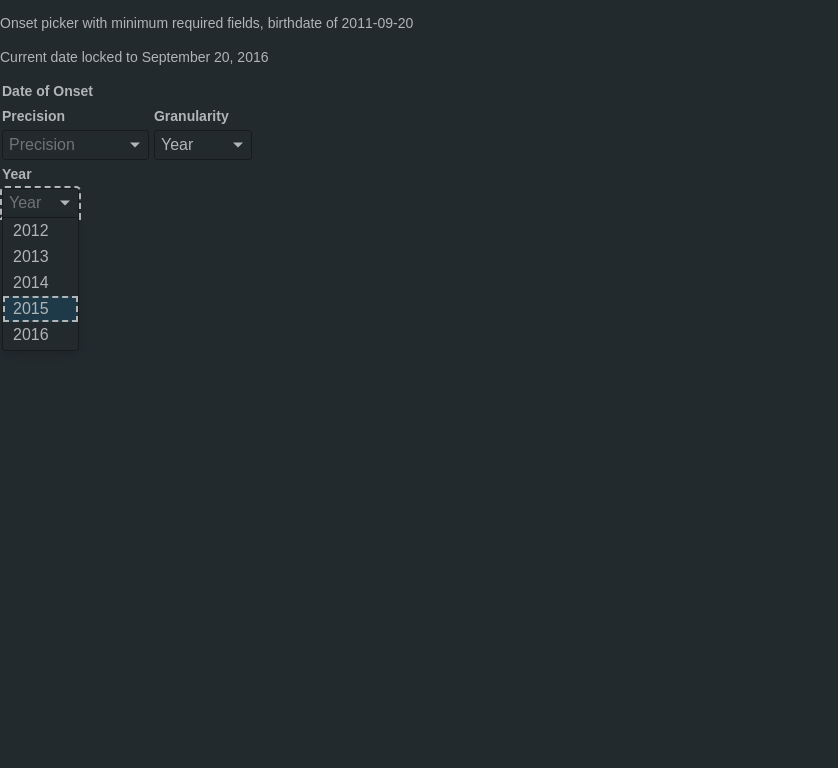 Onset picker with minimum required fields, birthdate of 2011-09-20
Current date locked to September 20, 2016
Date of Onset
Precision Granularity
Precision Year
Year
Year
2012
2013
2014
2015
2016